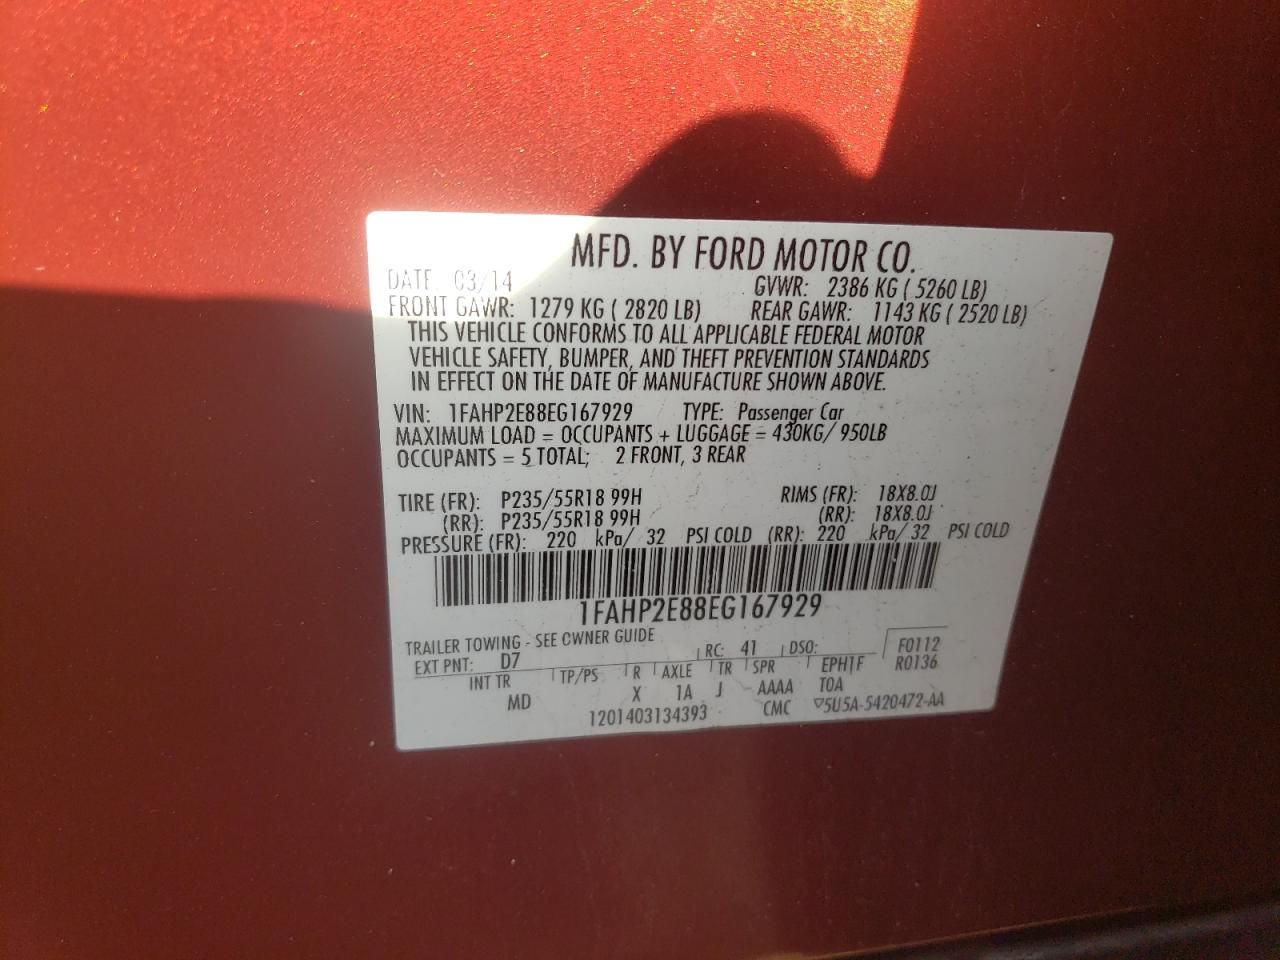 MFD. BY FORD MOTOR CO.
DATE: 03/14 GVWR: 2386 KG ( 5260 LB)
FRONT GAWR: 1279 KG ( 2820 LB) REAR GAWR: 1143 KG ( 2520 LB)
THIS VEHICLE CONFORMS TO ALL APPLICABLE FEDERAL MOTOR
VEHICLE SAFETY, BUMPER, AND THEFT PREVENTION STANDARDS
IN EFFECT ON THE DATE OF MANUFACTURE SHOWN ABOVE.
VIN: 1FAHP2E88EG167929 TYPE: Passenger Car
MAXIMUM LOAD = OCCUPANTS + LUGGAGE = 430KG/ 950LB
OCCUPANTS = 5 TOTAL; 2 FRONT, 3 REAR
TIRE (FR): P235/55R18 99H RIMS (FR): 18X8.0J
(RR): P235/55R18 99H (RR): 18X8.0J
PRESSURE (FR): 220 kPa/ 32 PSI COLD (RR): 220 kPa/ 32 PSI COLD
1FAHP2E88EG167929
TRAILER TOWING - SEE OWNER GUIDE
EXT PNT: D7 RC: 41 DSO: F0112
R0136
INT TR TP/PS R AXLE TR SPR EPH1F
MD X 1A J AAAA T0A
1201403134393 CMC ▽5U5A-5420472-AA